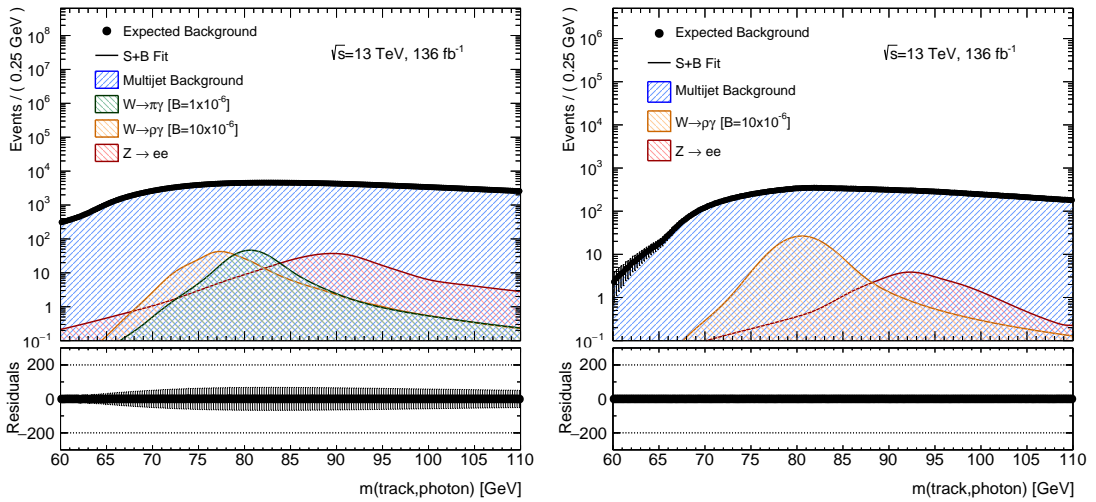 Events / ( 0.25 GeV )
10⁸
10⁷
10⁶
10⁵
10⁴
10³
10²
10
1
10⁻¹
Expected Background
S+B Fit
Multijet Background
W→πγ [B=1x10⁻⁶]
W→ργ [B=10x10⁻⁶]
Z → ee
√s=13 TeV, 136 fb⁻¹
Residuals
200
0
−200
60 65 70 75 80 85 90 95 100 105 110
m(track,photon) [GeV]
Events / ( 0.25 GeV )
10⁶
10⁵
10⁴
10³
10²
10
1
10⁻¹
Expected Background
S+B Fit
Multijet Background
W→ργ [B=10x10⁻⁶]
Z → ee
√s=13 TeV, 136 fb⁻¹
Residuals
200
0
−200
60 65 70 75 80 85 90 95 100 105 110
m(track,photon) [GeV]